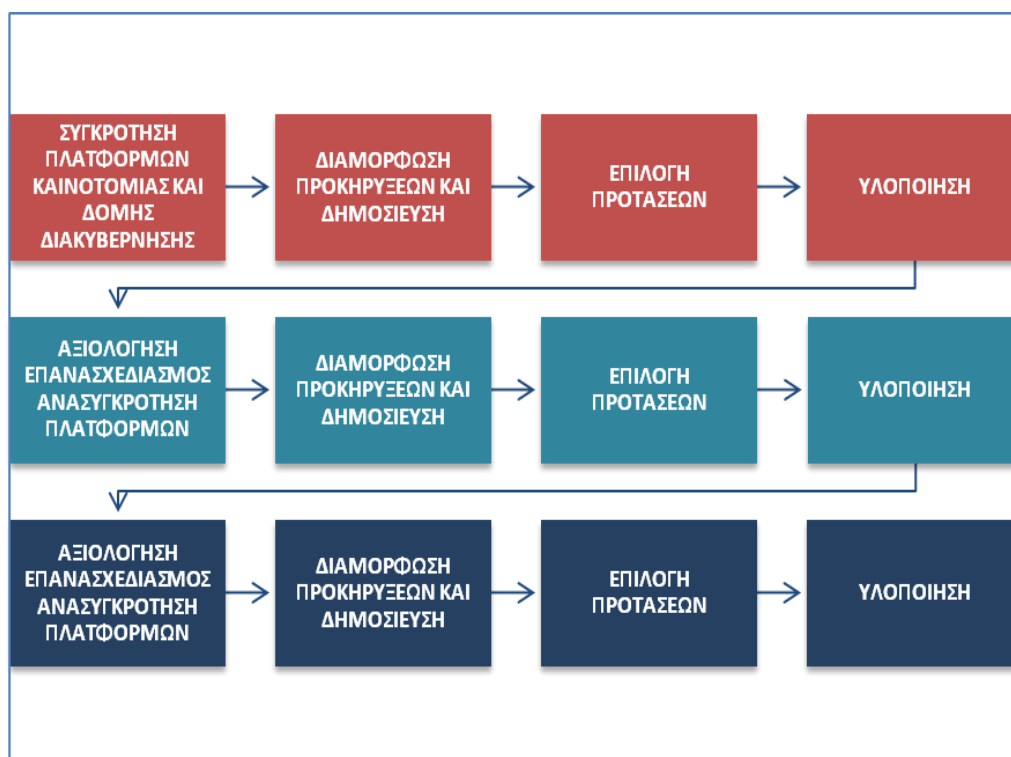 ΣΥΓΚΡΟΤΗΣΗ
ΠΛΑΤΦΟΡΜΩΝ
ΚΑΙΝΟΤΟΜΙΑΣ ΚΑΙ
ΔΟΜΗΣ
ΔΙΑΚΥΒΕΡΝΗΣΗΣ
ΔΙΑΜΟΡΦΩΣΗ
ΠΡΟΚΗΡΥΞΕΩΝ ΚΑΙ
ΔΗΜΟΣΙΕΥΣΗ
ΕΠΙΛΟΓΗ
ΠΡΟΤΑΣΕΩΝ
ΥΛΟΠΟΙΗΣΗ
ΑΞΙΟΛΟΓΗΣΗ
ΕΠΑΝΑΣΧΕΔΙΑΣΜΟΣ
ΑΝΑΣΥΓΚΡΟΤΗΣΗ
ΠΛΑΤΦΟΡΜΩΝ
ΔΙΑΜΟΡΦΩΣΗ
ΠΡΟΚΗΡΥΞΕΩΝ ΚΑΙ
ΔΗΜΟΣΙΕΥΣΗ
ΕΠΙΛΟΓΗ
ΠΡΟΤΑΣΕΩΝ
ΥΛΟΠΟΙΗΣΗ
ΑΞΙΟΛΟΓΗΣΗ
ΕΠΑΝΑΣΧΕΔΙΑΣΜΟΣ
ΑΝΑΣΥΓΚΡΟΤΗΣΗ
ΠΛΑΤΦΟΡΜΩΝ
ΔΙΑΜΟΡΦΩΣΗ
ΠΡΟΚΗΡΥΞΕΩΝ ΚΑΙ
ΔΗΜΟΣΙΕΥΣΗ
ΕΠΙΛΟΓΗ
ΠΡΟΤΑΣΕΩΝ
ΥΛΟΠΟΙΗΣΗ